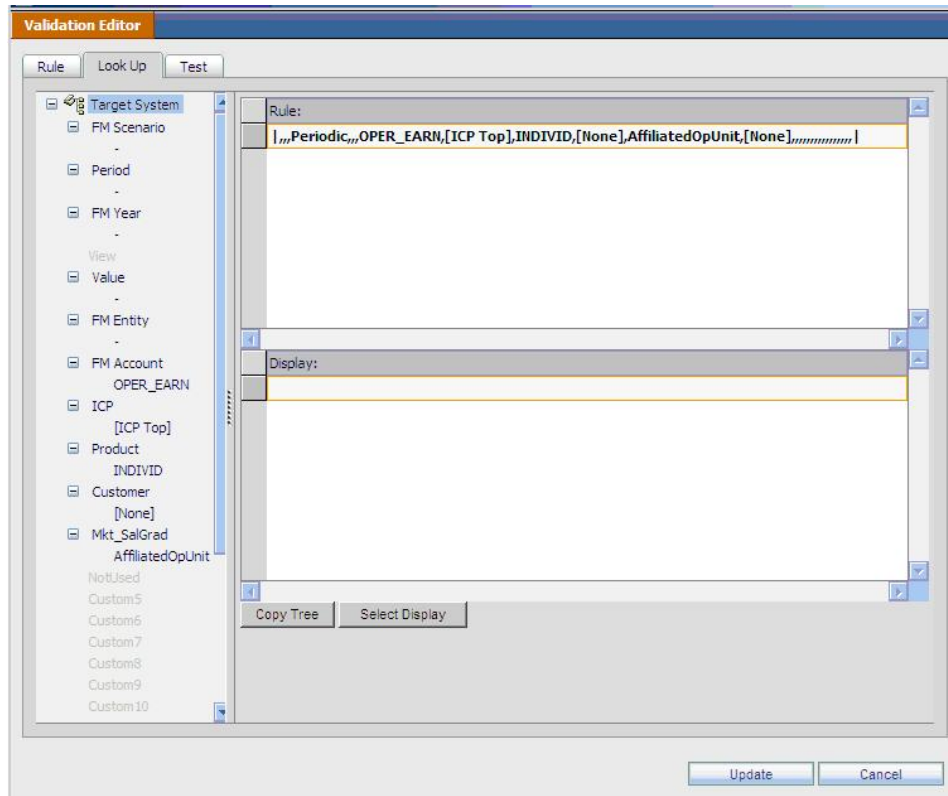 Validation Editor
Rule
Look Up
Test
Target System
FM Scenario
-
Period
-
FM Year
-
View
Value
-
FM Entity
-
FM Account
OPER_EARN
ICP
[ICP Top]
Product
INDIVID
Customer
[None]
Mkt_SalGrad
AffiliatedOpUnit
NotUsed
Custom5
Custom6
Custom7
Custom8
Custom9
Custom10
Rule:
|,,,Periodic,,,OPER_EARN,[ICP Top],INDIVID,[None],AffiliatedOpUnit,[None],,,,,,,,,,,,,,,,|
Display:
Copy Tree
Select Display
Update
Cancel